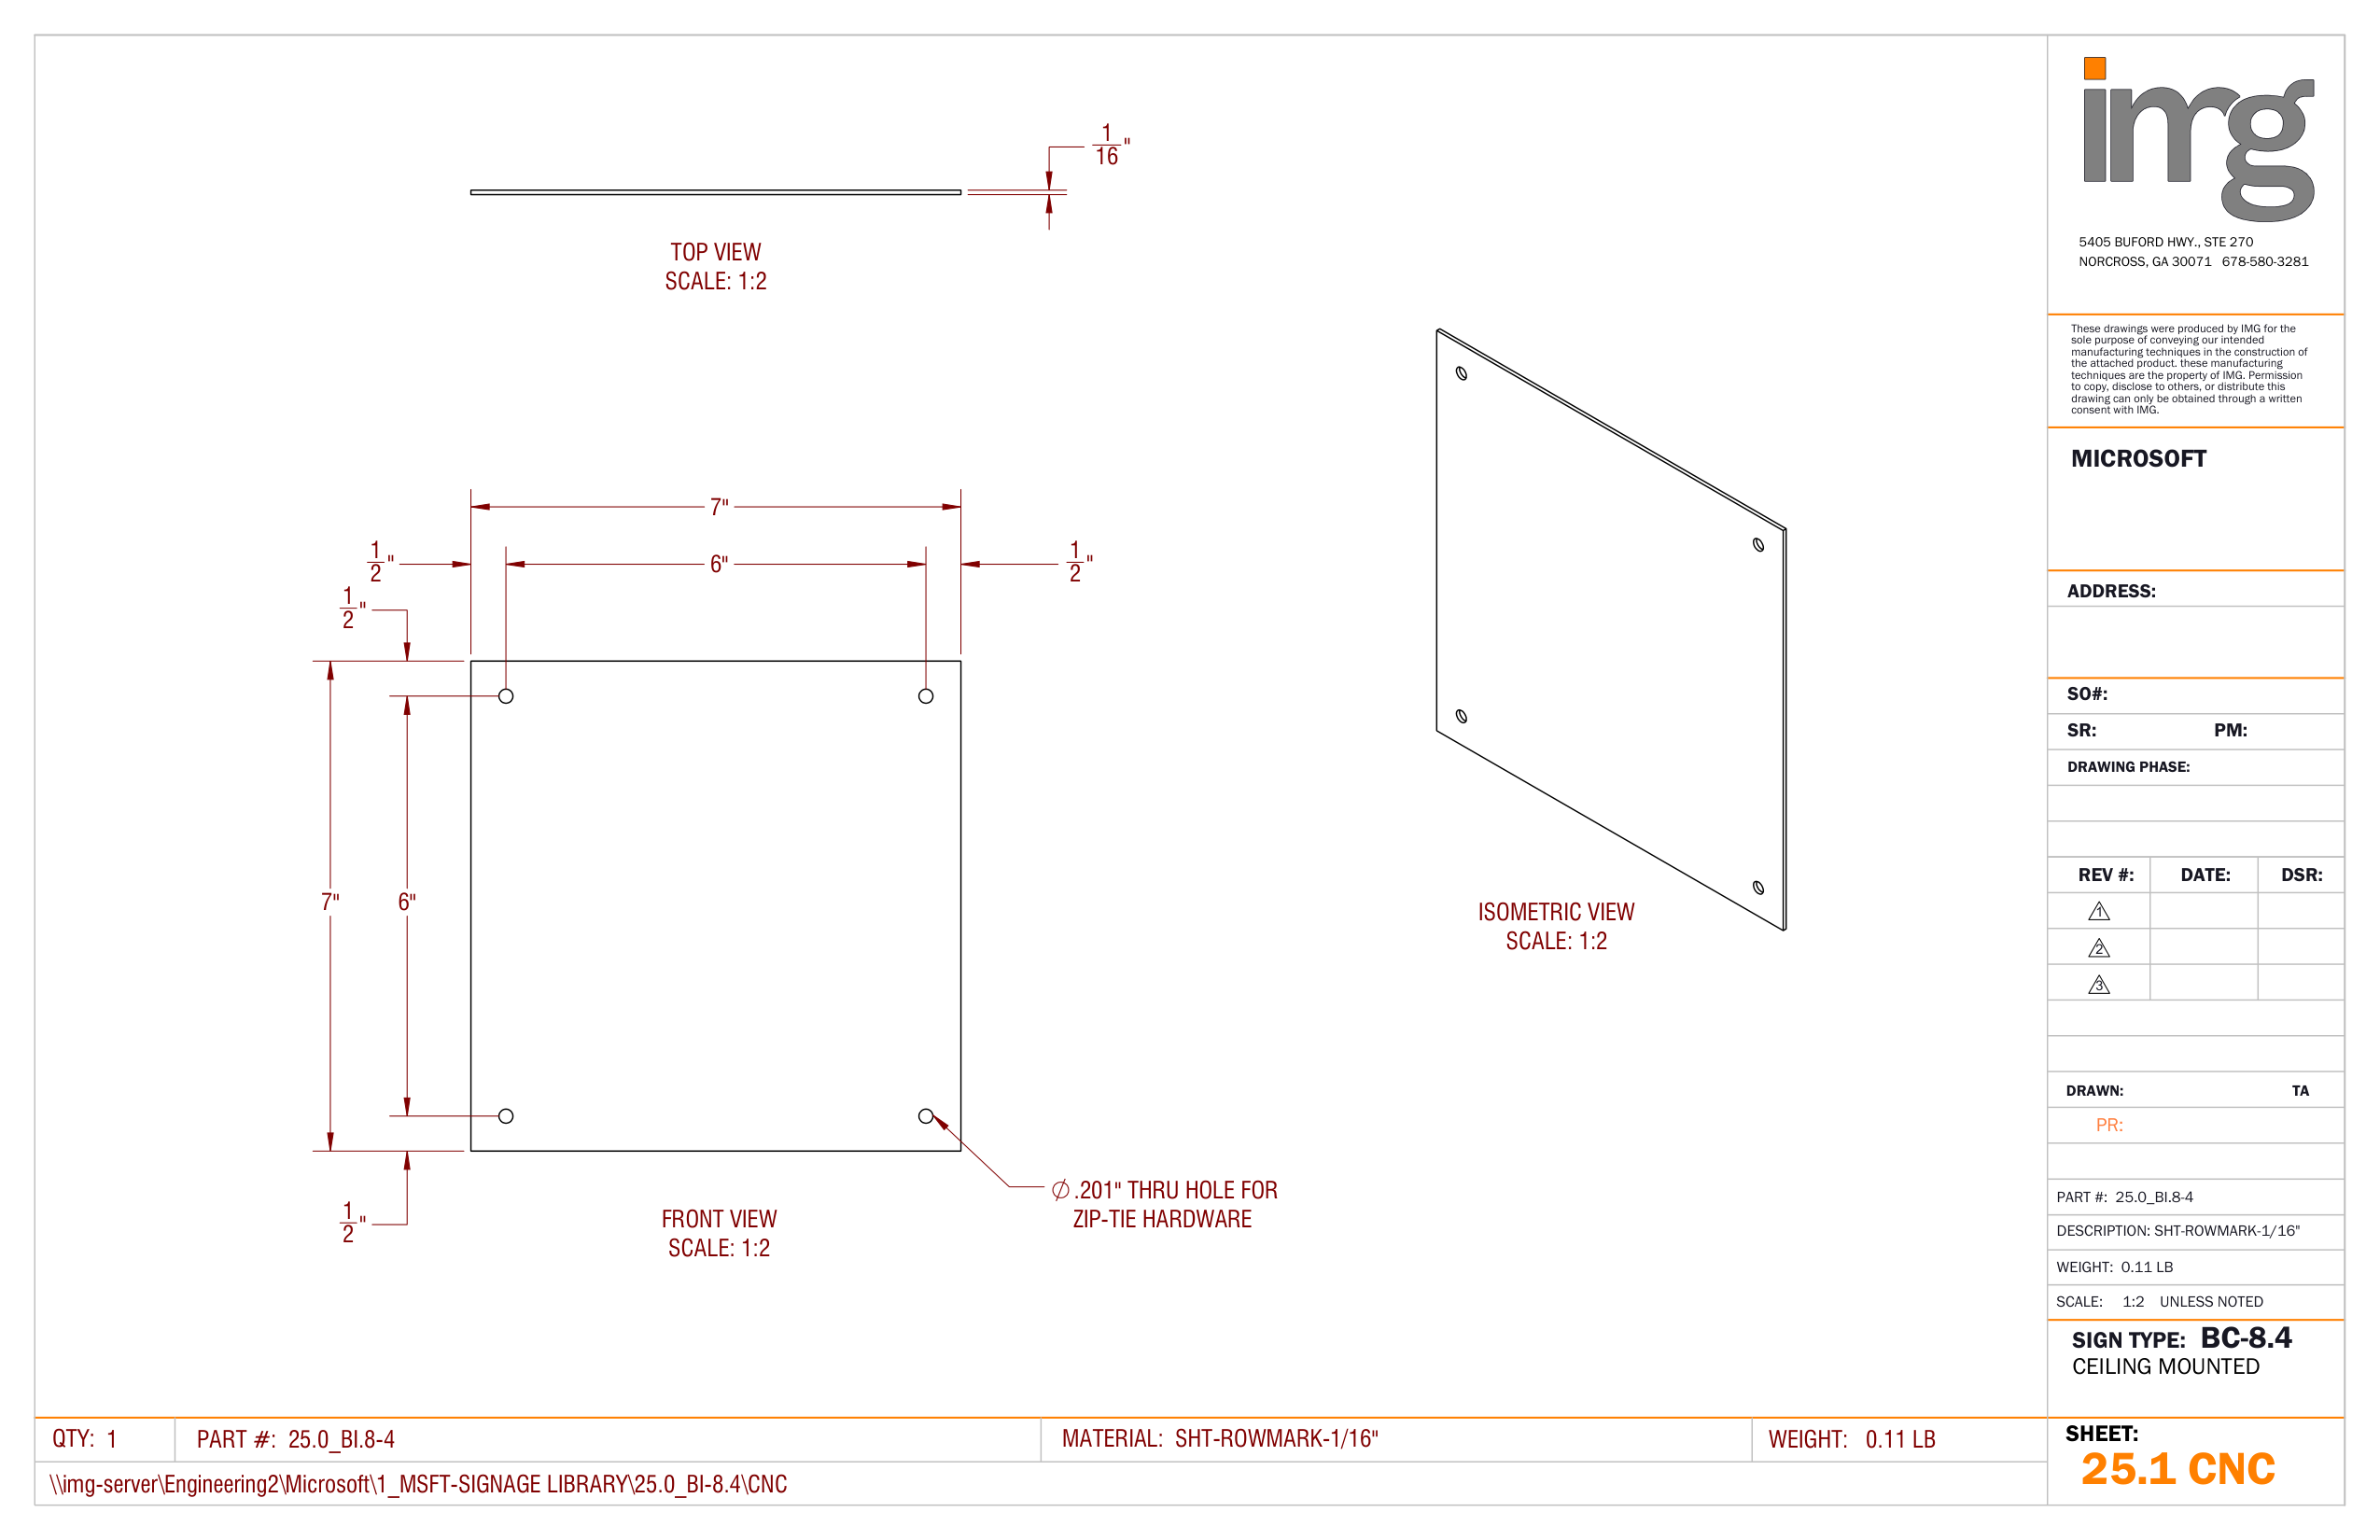 1/16"
TOP VIEW
SCALE: 1:2
7"
1/2"
6"
1/2"
1/2"
7"
6"
1/2"
Ø.201" THRU HOLE FOR
ZIP-TIE HARDWARE
FRONT VIEW
SCALE: 1:2
ISOMETRIC VIEW
SCALE: 1:2
img
5405 BUFORD HWY., STE 270
NORCROSS, GA 30071 678-580-3281
These drawings were produced by IMG for the
sole purpose of conveying our intended
manufacturing techniques in the construction of
the attached product. these manufacturing
techniques are the property of IMG. Permission
to copy, disclose to others, or distribute this
drawing can only be obtained through a written
consent with IMG.
MICROSOFT
ADDRESS:
SO#:
SR: PM:
DRAWING PHASE:
REV #: DATE: DSR:
1
2
3
DRAWN: TA
PR:
PART #: 25.0_BI.8-4
DESCRIPTION: SHT-ROWMARK-1/16"
WEIGHT: 0.11 LB
SCALE: 1:2 UNLESS NOTED
SIGN TYPE: BC-8.4
CEILING MOUNTED
SHEET:
25.1 CNC
QTY: 1 PART #: 25.0_BI.8-4 MATERIAL: SHT-ROWMARK-1/16" WEIGHT: 0.11 LB
\\img-server\Engineering2\Microsoft\1_MSFT-SIGNAGE LIBRARY\25.0_BI-8.4\CNC